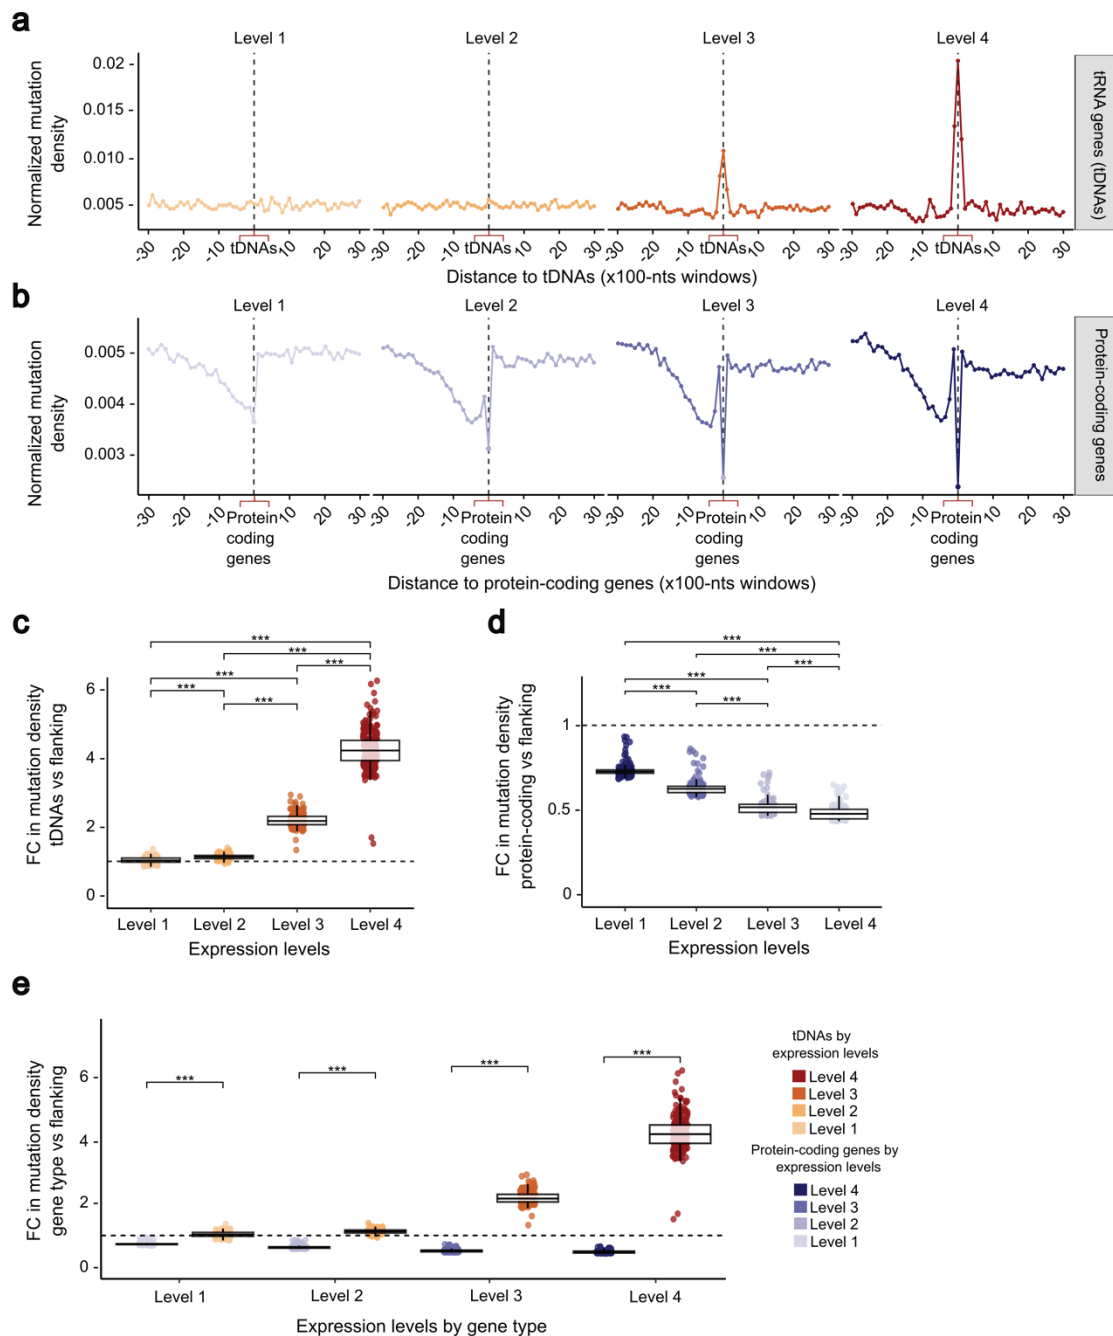 a
Level 1
Level 2
Level 3
Level 4
Normalized mutation
density
0.02
0.015
0.010
0.005
tRNA genes (tDNAs)
-30 -20 -10 tDNAs 10 20 30
-30 -20 -10 tDNAs 10 20 30
-30 -20 -10 tDNAs 10 20 30
-30 -20 -10 tDNAs 10 20 30
Distance to tDNAs (x100-nts windows)
b
Level 1
Level 2
Level 3
Level 4
Normalized mutation
density
0.005
0.004
0.003
Protein-coding genes
-30 -20 -10 Protein 10 20 30
coding
genes
-30 -20 -10 Protein 10 20 30
coding
genes
-30 -20 -10 Protein 10 20 30
coding
genes
-30 -20 -10 Protein 10 20 30
coding
genes
Distance to protein-coding genes (x100-nts windows)
c
***
***
***
***
***
***
FC in mutation density
tDNAs vs flanking
6
4
2
1
0
Level 1 Level 2 Level 3 Level 4
Expression levels
d
***
***
***
***
***
***
FC in mutation density
protein-coding vs flanking
1
0.5
0
Level 1 Level 2 Level 3 Level 4
Expression levels
e
***
***
***
***
FC in mutation density
gene type vs flanking
6
4
2
1
0
Level 1 Level 2 Level 3 Level 4
Expression levels by gene type
tDNAs by
expression levels
Level 4
Level 3
Level 2
Level 1
Protein-coding genes by
expression levels
Level 4
Level 3
Level 2
Level 1